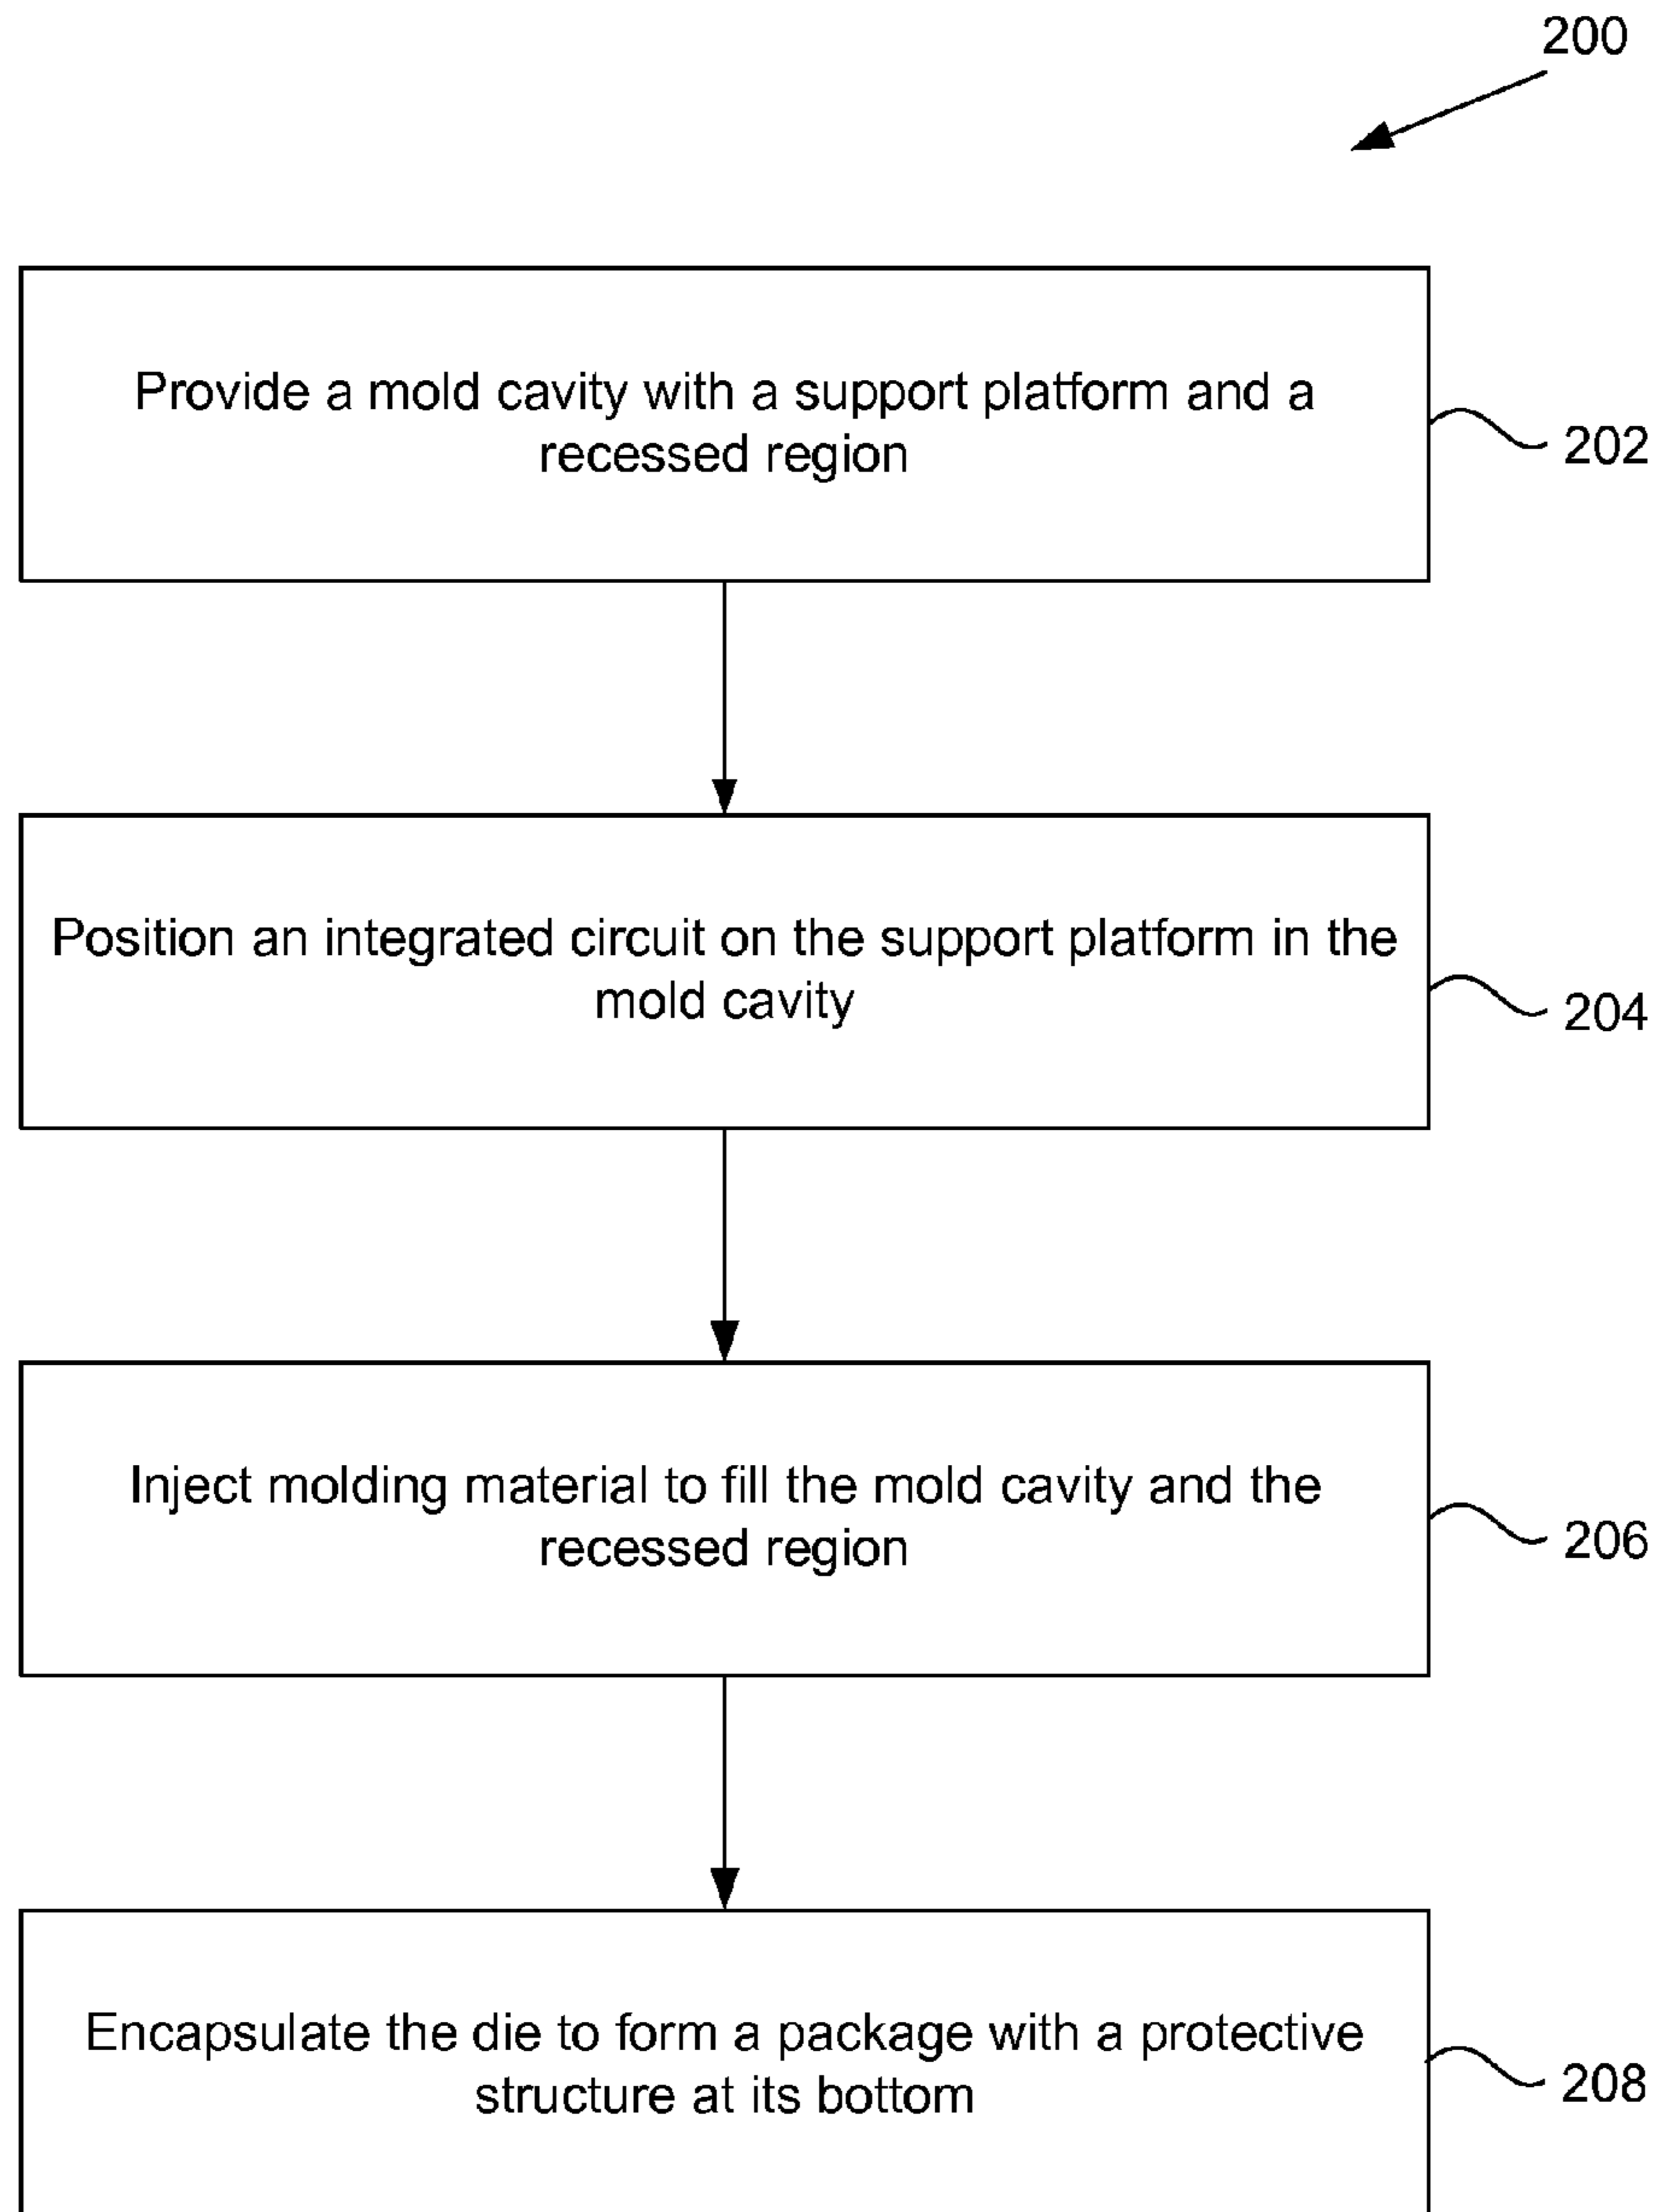 200
Provide a mold cavity with a support platform and a
recessed region
202
Position an integrated circuit on the support platform in the
mold cavity
204
Inject molding material to fill the mold cavity and the
recessed region
206
Encapsulate the die to form a package with a protective
structure at its bottom
208